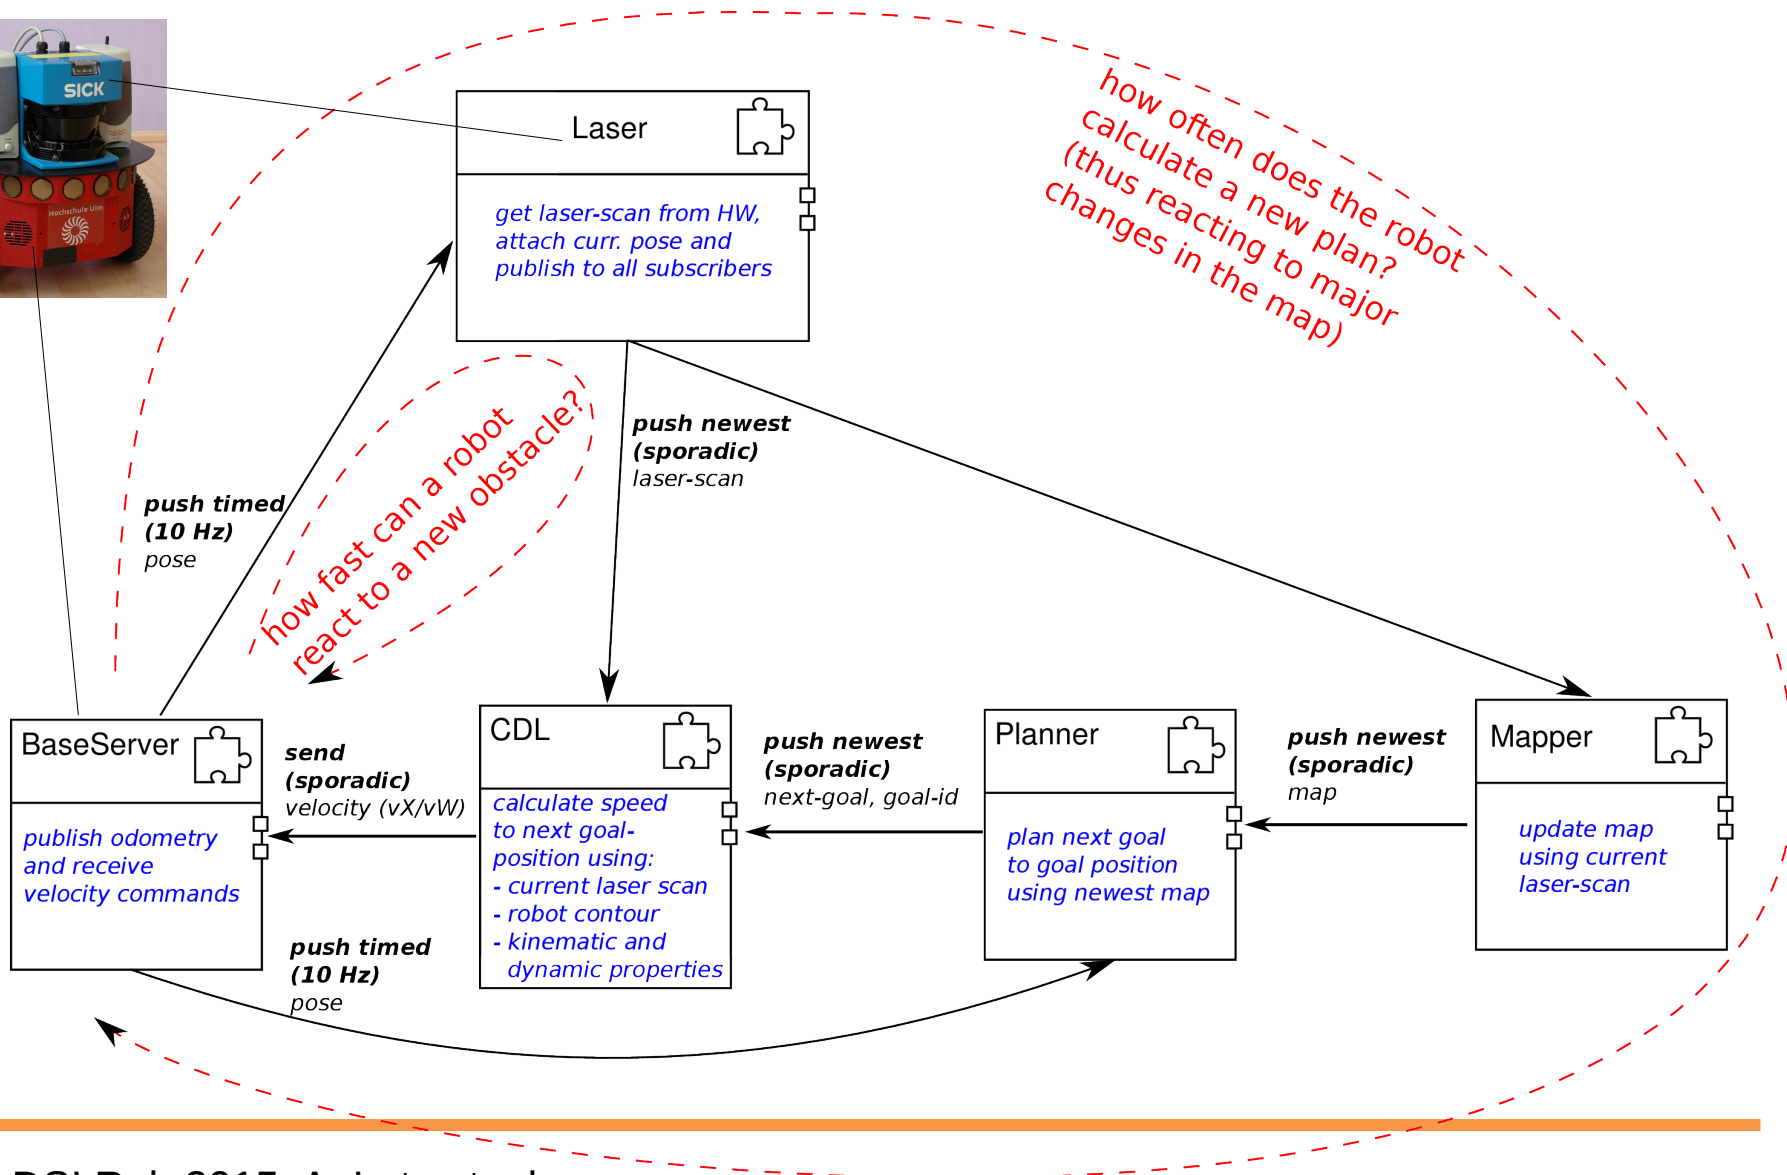 SICK
Hochschule Ulm
Laser
get laser-scan from HW,
attach curr. pose and
publish to all subscribers
how often does the robot
calculate a new plan?
(thus reacting to major
changes in the map)
how fast can a robot
react to a new obstacle?
push newest
(sporadic)
laser-scan
push timed
(10 Hz)
pose
BaseServer
publish odometry
and receive
velocity commands
send
(sporadic)
velocity (vX/vW)
CDL
calculate speed
to next goal-
position using:
- current laser scan
- robot contour
- kinematic and
dynamic properties
push newest
(sporadic)
next-goal, goal-id
Planner
plan next goal
to goal position
using newest map
push newest
(sporadic)
map
Mapper
update map
using current
laser-scan
push timed
(10 Hz)
pose